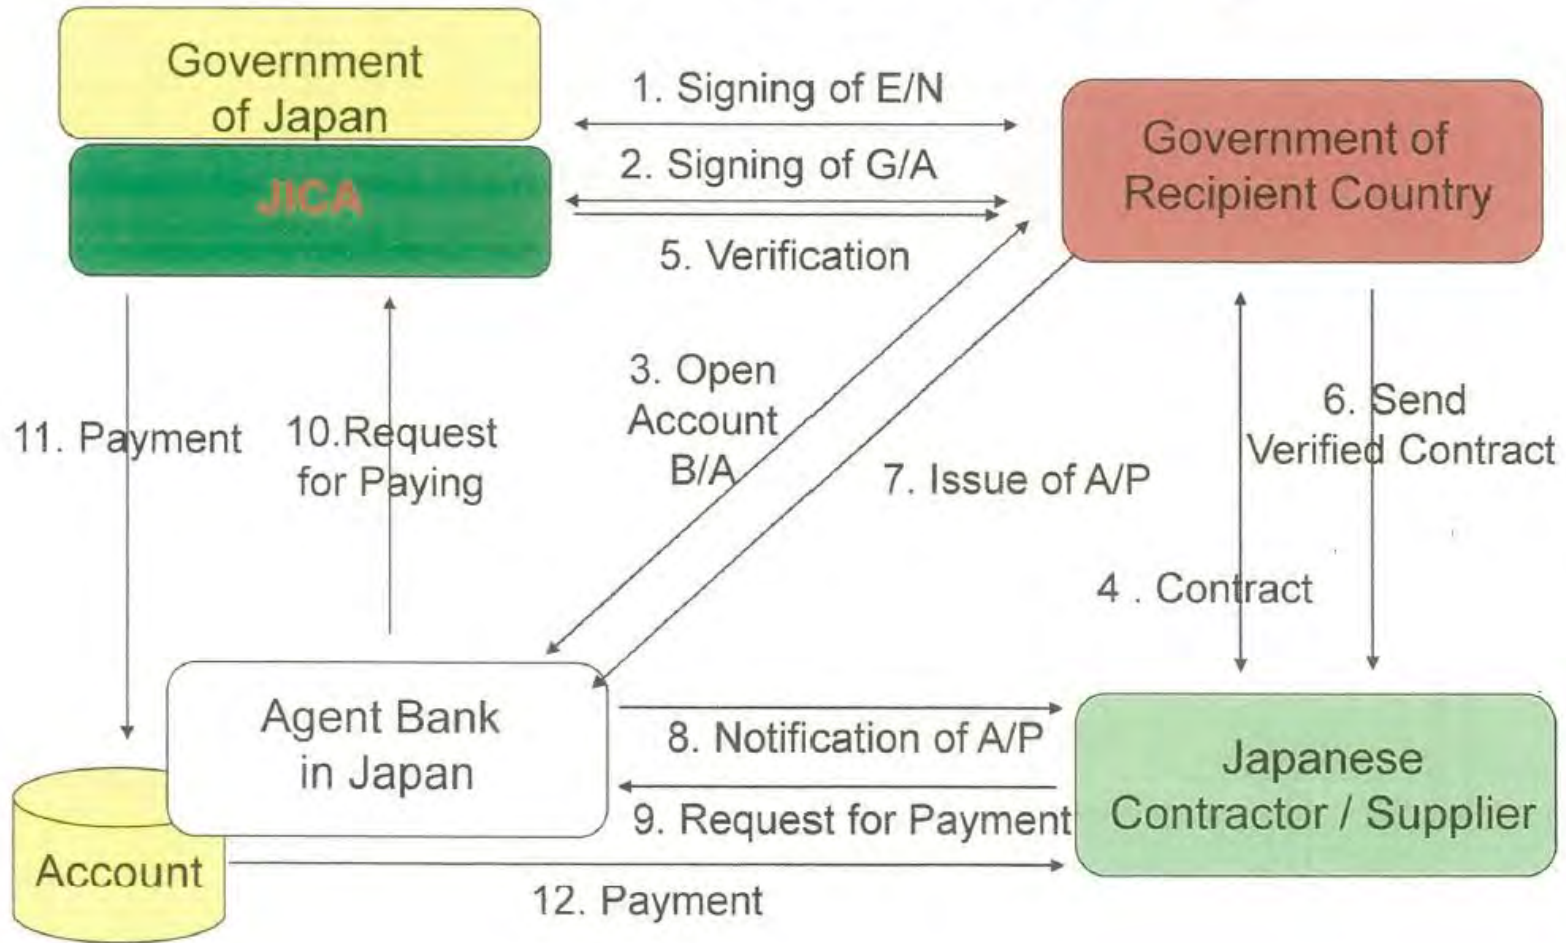 Government
of Japan
JICA
1. Signing of E/N
2. Signing of G/A
5. Verification
Government of
Recipient Country
3. Open
Account
B/A
7. Issue of A/P
6. Send
Verified Contract
4 . Contract
11. Payment
10.Request
for Paying
Agent Bank
in Japan
Account
8. Notification of A/P
9. Request for Payment
12. Payment
Japanese
Contractor / Supplier